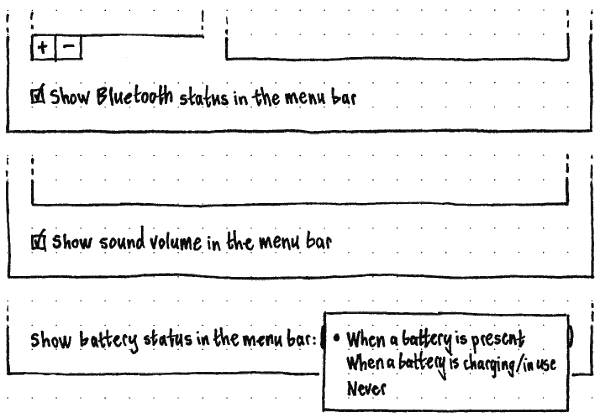 + −
Show Bluetooth status in the menu bar
Show sound volume in the menu bar
Show battery status in the menu bar:
• When a battery is present
When a battery is charging/in use
Never